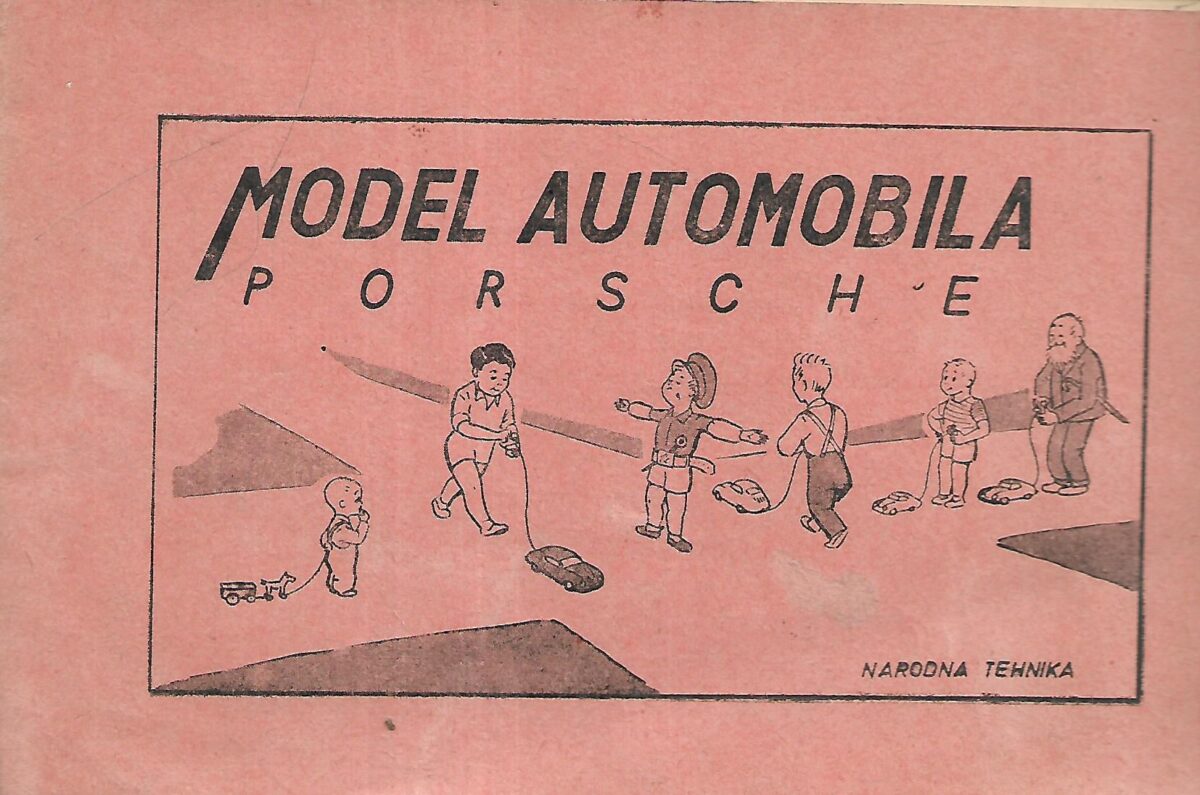 MODEL AUTOMOBILA
PORSCHE
NARODNA TEHNIKA